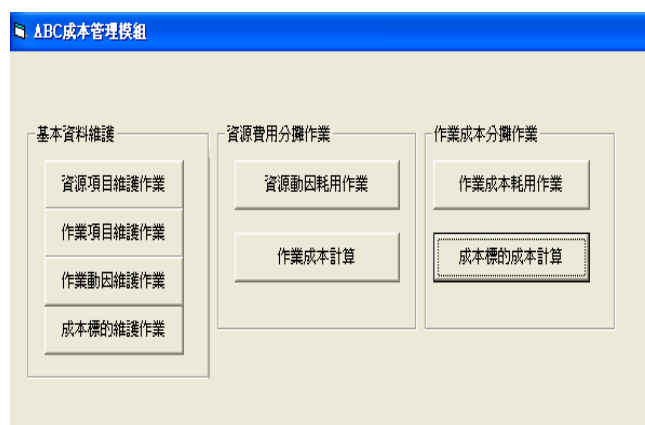 ABC成本管理模組
基本資料維護
資源項目維護作業
作業項目維護作業
作業動因維護作業
成本標的維護作業
資源費用分攤作業
資源動因耗用作業
作業成本計算
作業成本分攤作業
作業成本耗用作業
成本標的成本計算